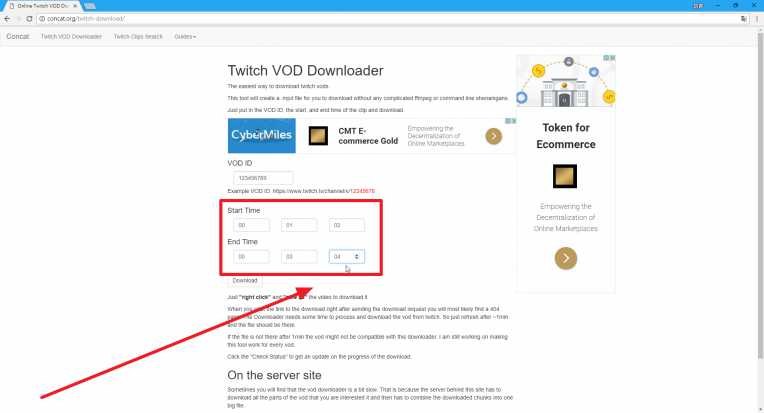 Online Twitch VOD Do
concat.org/twitch-download/
Concat Twitch VOD Downloader Twitch Clips Search Guides
Twitch VOD Downloader
The easiest way to download twitch vods.
This tool will create a .mp4 file for you to download without any complicated ffmpeg or command line shenanigans.
Just put in the VOD ID, the start, and end time of the clip and download.
CyberMiles
CMT E-
commerce Gold
Empowering the
Decentralization of
Online Marketplaces
VOD ID
123456789
Example VOD ID: https://www.twitch.tv/channel/v/12345678
Start Time
00 01 02
End Time
00 03 04
Download
Just "right click" and the video to download it
When you the link to the download right after sending the download request you will most likely find a 404
Downloader needs some time to process and download the vod from twitch. So just refresh after ~1min
and the file should be there.
If the file is not there after 1min the vod might not be compatible with this downloader. I am still working on making
this tool work for every vod.
Click the "Check Status" to get an update on the progress of the download.
On the server site
Sometimes you will find that the vod downloader is a bit slow. That is because the server behind this site has to
download all the parts of the vod that you are interested it and then has to combine the downloaded chunks into one
big file.
Token for
Ecommerce
Empowering the
Decentralization of
Online Marketplaces